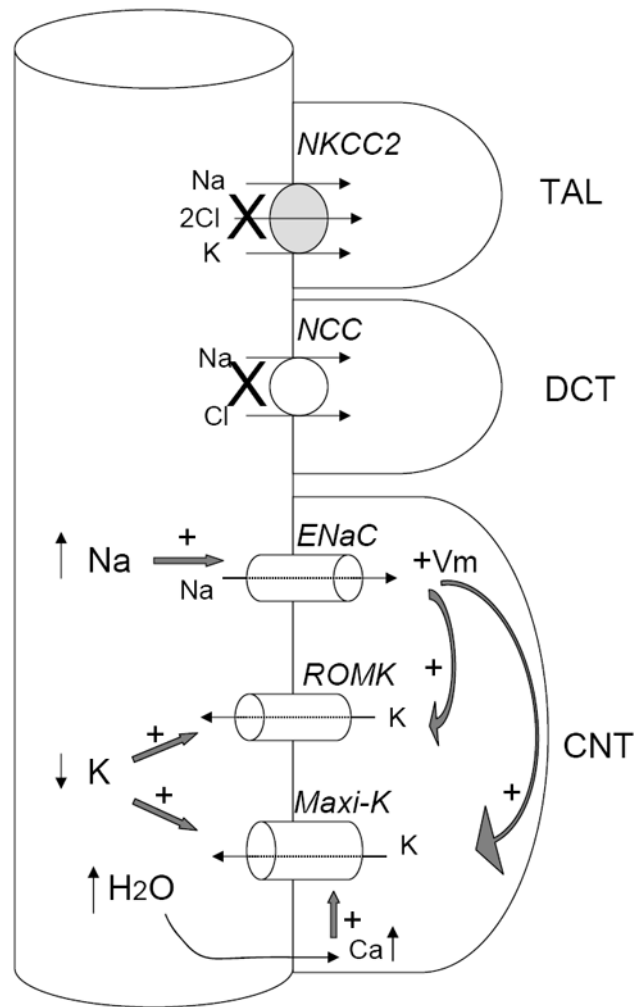 NKCC2
Na
2Cl
X
K
TAL
NCC
Na
X
Cl
DCT
ENaC
↑ Na
+
Na
+Vm
+
ROMK
K
+
↓ K
+
CNT
+
Maxi-K
K
↑ H2O
+
Ca ↑